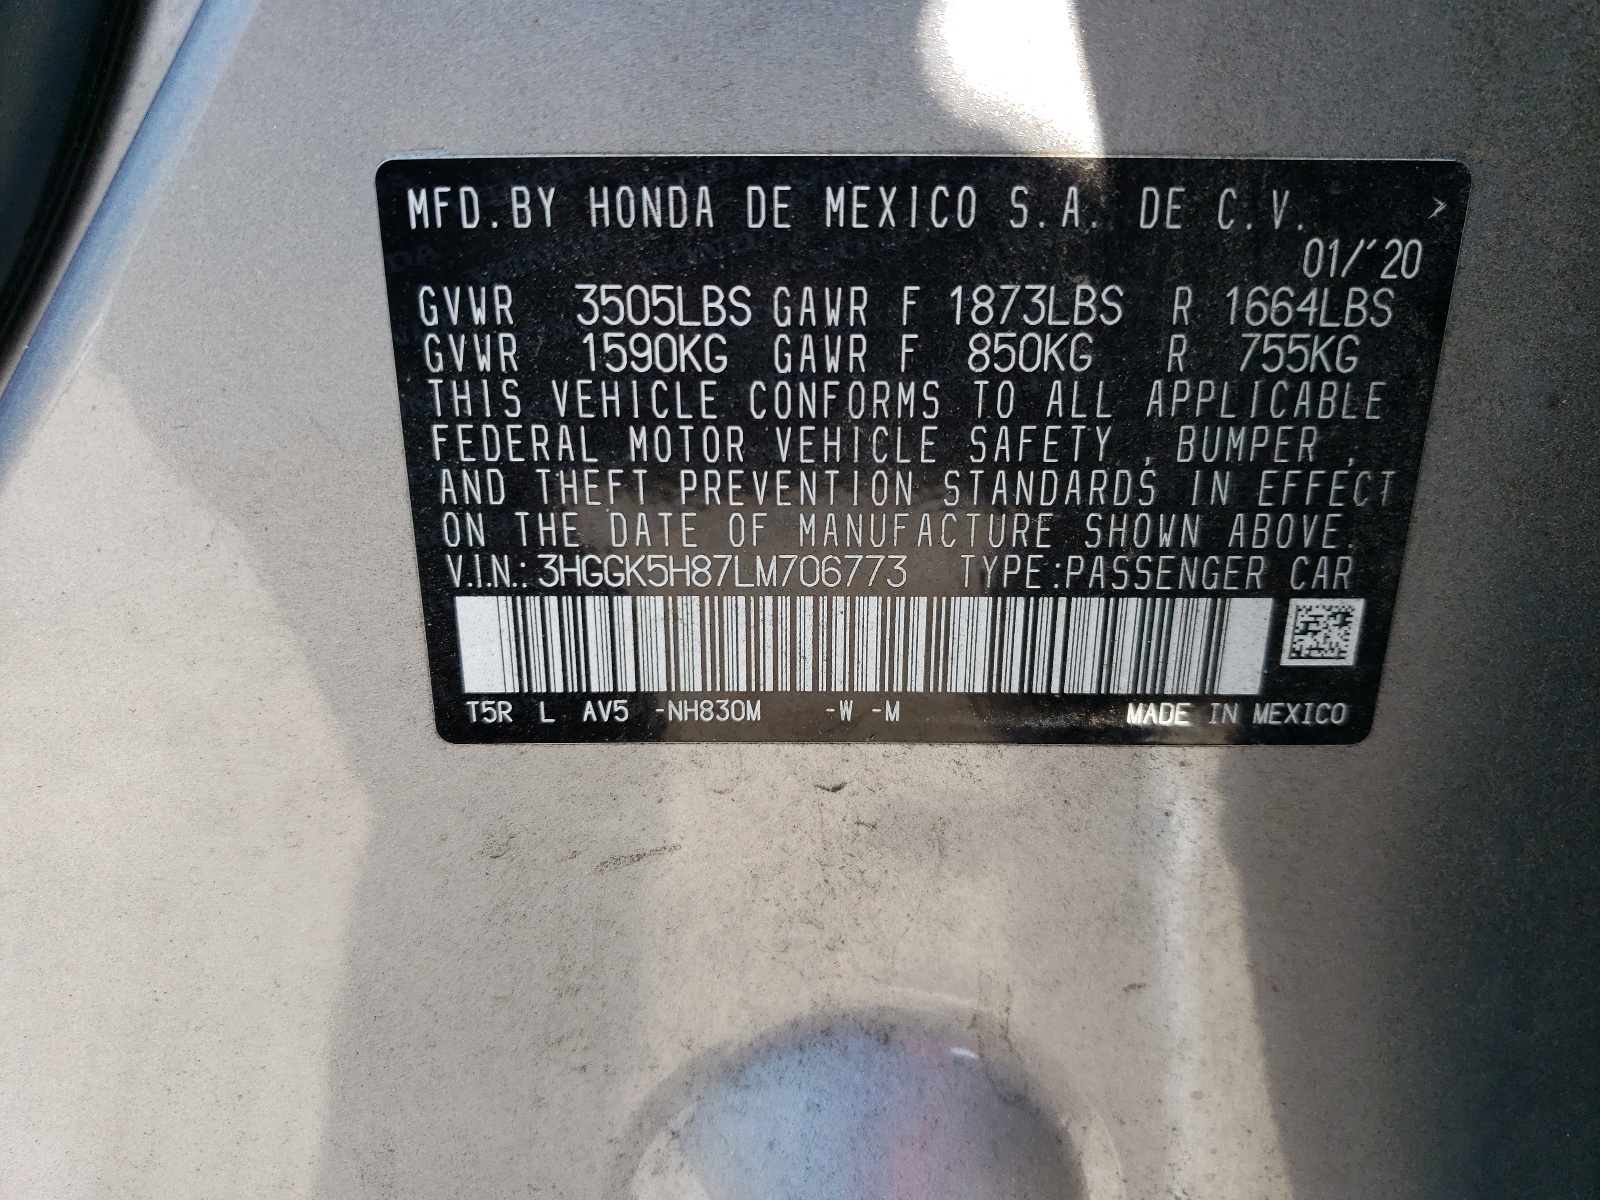 MFD.BY HONDA DE MEXICO S.A. DE C.V.
01/'20
GVWR 3505LBS GAWR F 1873LBS R 1664LBS
GVWR 1590KG GAWR F 850KG R 755KG
THIS VEHICLE CONFORMS TO ALL APPLICABLE
FEDERAL MOTOR VEHICLE SAFETY , BUMPER ,
AND THEFT PREVENTION STANDARDS IN EFFECT
ON THE DATE OF MANUFACTURE SHOWN ABOVE.
V.I.N.: 3HGGK5H87LM706773 TYPE:PASSENGER CAR
T5R L AV5 -NH830M -W -M MADE IN MEXICO